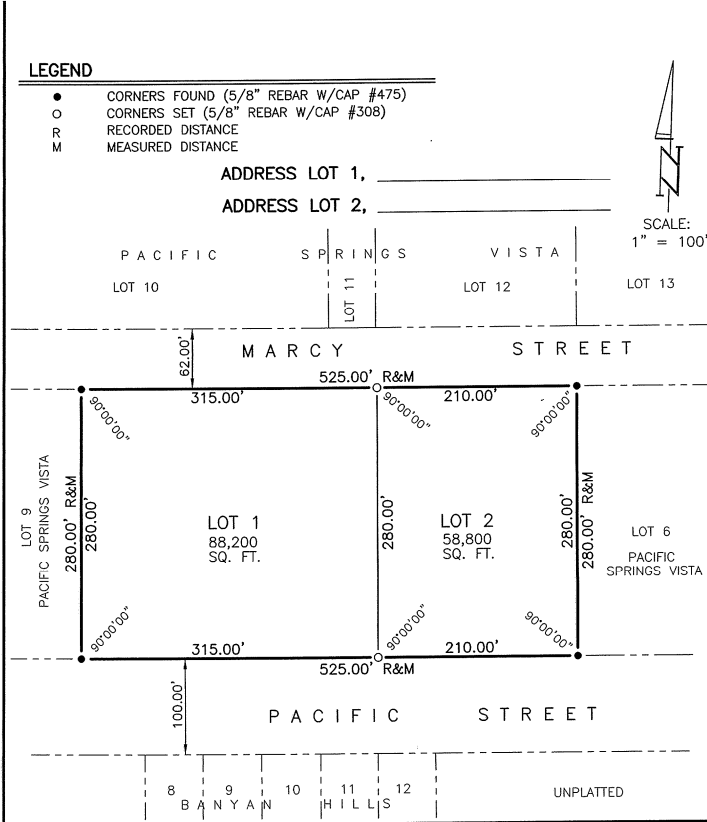 LEGEND
● CORNERS FOUND (5/8" REBAR W/CAP #475)
○ CORNERS SET (5/8" REBAR W/CAP #308)
R RECORDED DISTANCE
M MEASURED DISTANCE
ADDRESS LOT 1,
ADDRESS LOT 2,
N
SCALE:
1" = 100'
PACIFIC SPRINGS VISTA
LOT 10
LOT 11
LOT 12
LOT 13
62.00'
MARCY STREET
525.00' R&M
315.00'
210.00'
90°00'00"
90°00'00"
90°00'00"
LOT 9
PACIFIC SPRINGS VISTA
280.00' R&M
280.00'
LOT 1
88,200
SQ. FT.
280.00'
LOT 2
58,800
SQ. FT.
280.00'
280.00' R&M
LOT 6
PACIFIC
SPRINGS VISTA
90°00'00"
90°00'00"
90°00'00"
315.00'
210.00'
525.00' R&M
100.00'
PACIFIC STREET
8
9
10
11
12
BANYAN HILLS
UNPLATTED